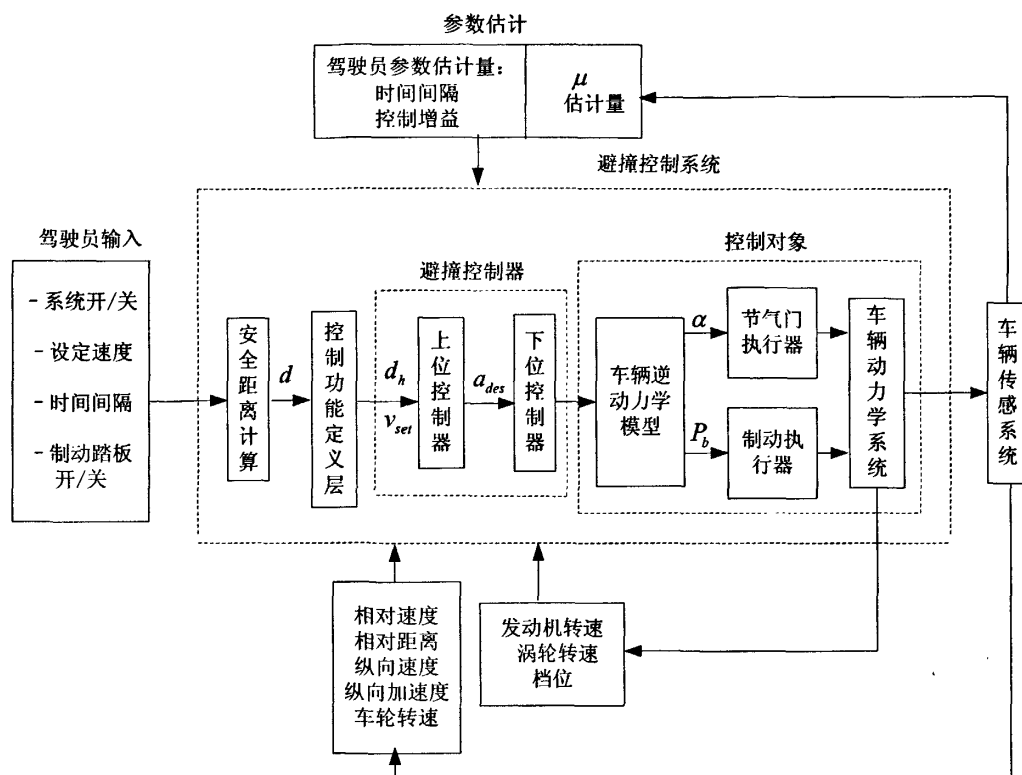 参数估计
驾驶员参数估计量：
时间间隔
控制增益
μ
估计量
避撞控制系统
驾驶员输入
- 系统开/关
- 设定速度
- 时间间隔
- 制动踏板
开/关
安全距离计算
d
控制功能定义层
避撞控制器
d_h
v_set
上位控制器
a_des
下位控制器
控制对象
车辆逆
动力学
模型
α
P_b
节气门
执行器
制动执
行器
车辆动力学系统
车辆传感系统
相对速度
相对距离
纵向速度
纵向加速度
车轮转速
发动机转速
涡轮转速
档位